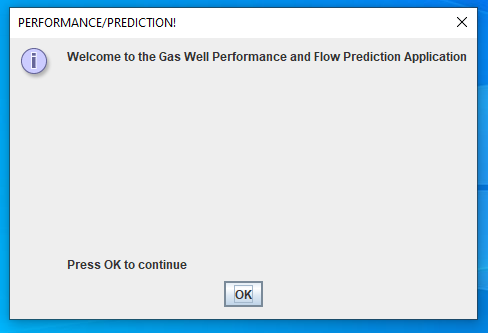 PERFORMANCE/PREDICTION!
Welcome to the Gas Well Performance and Flow Prediction Application
Press OK to continue
OK